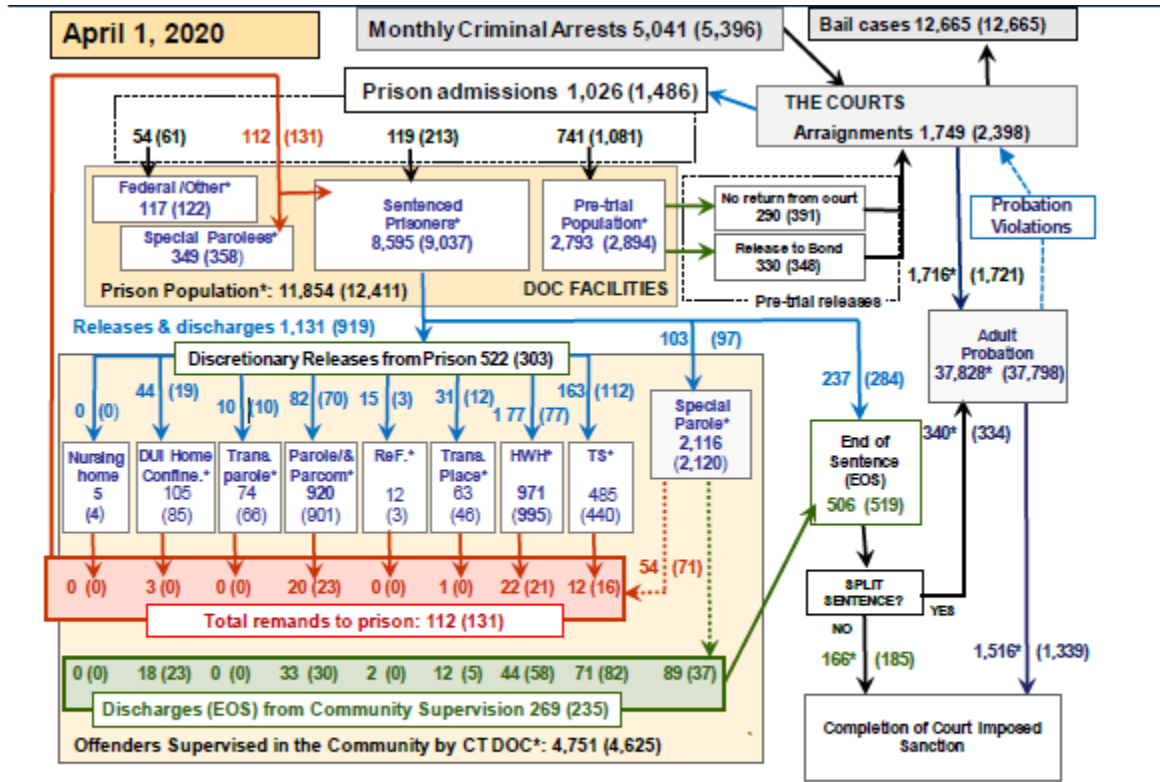 April 1, 2020
Monthly Criminal Arrests 5,041 (5,396)
Bail cases 12,665 (12,665)
Prison admissions 1,026 (1,486)
THE COURTS
Arraignments 1,749 (2,398)
54 (61)
112 (131)
119 (213)
741 (1,081)
Federal /Other*
117 (122)
Special Parolees*
349 (358)
Sentenced
Prisoners*
8,595 (9,037)
Pre-trial
Population*
2,793 (2,894)
No return from court
290 (391)
Release to Bond
330 (348)
Pre-trial releases
Probation
Violations
Prison Population*: 11,854 (12,411)
DOC FACILITIES
1,716* (1,721)
Releases & discharges 1,131 (919)
Discretionary Releases from Prison 522 (303)
103 (97)
237 (284)
Adult
Probation
37,828* (37,798)
0 (0)
44 (19)
10 (10)
82 (70)
15 (3)
31 (12)
1 77 (77)
163 (112)
Nursing
home
5
(4)
DUI Home
Confine.*
105
(85)
Trans.
parole*
74
(66)
Parole/&
Parcom*
920
(901)
ReF.*
12
(3)
Trans.
Place*
63
(46)
HWH*
971
(995)
TS*
485
(440)
Special
Parole*
2,116
(2,120)
End of
Sentence
(EOS)
506 (519)
340* (334)
0 (0)
3 (0)
0 (0)
20 (23)
0 (0)
1 (0)
22 (21)
12 (16)
54 (71)
Total remands to prison: 112 (131)
SPLIT
SENTENCE?
YES
NO
166* (185)
1,516* (1,339)
0 (0)
18 (23)
0 (0)
33 (30)
2 (0)
12 (5)
44 (58)
71 (82)
89 (37)
Discharges (EOS) from Community Supervision 269 (235)
Offenders Supervised in the Community by CT DOC*: 4,751 (4,625)
Completion of Court Imposed
Sanction